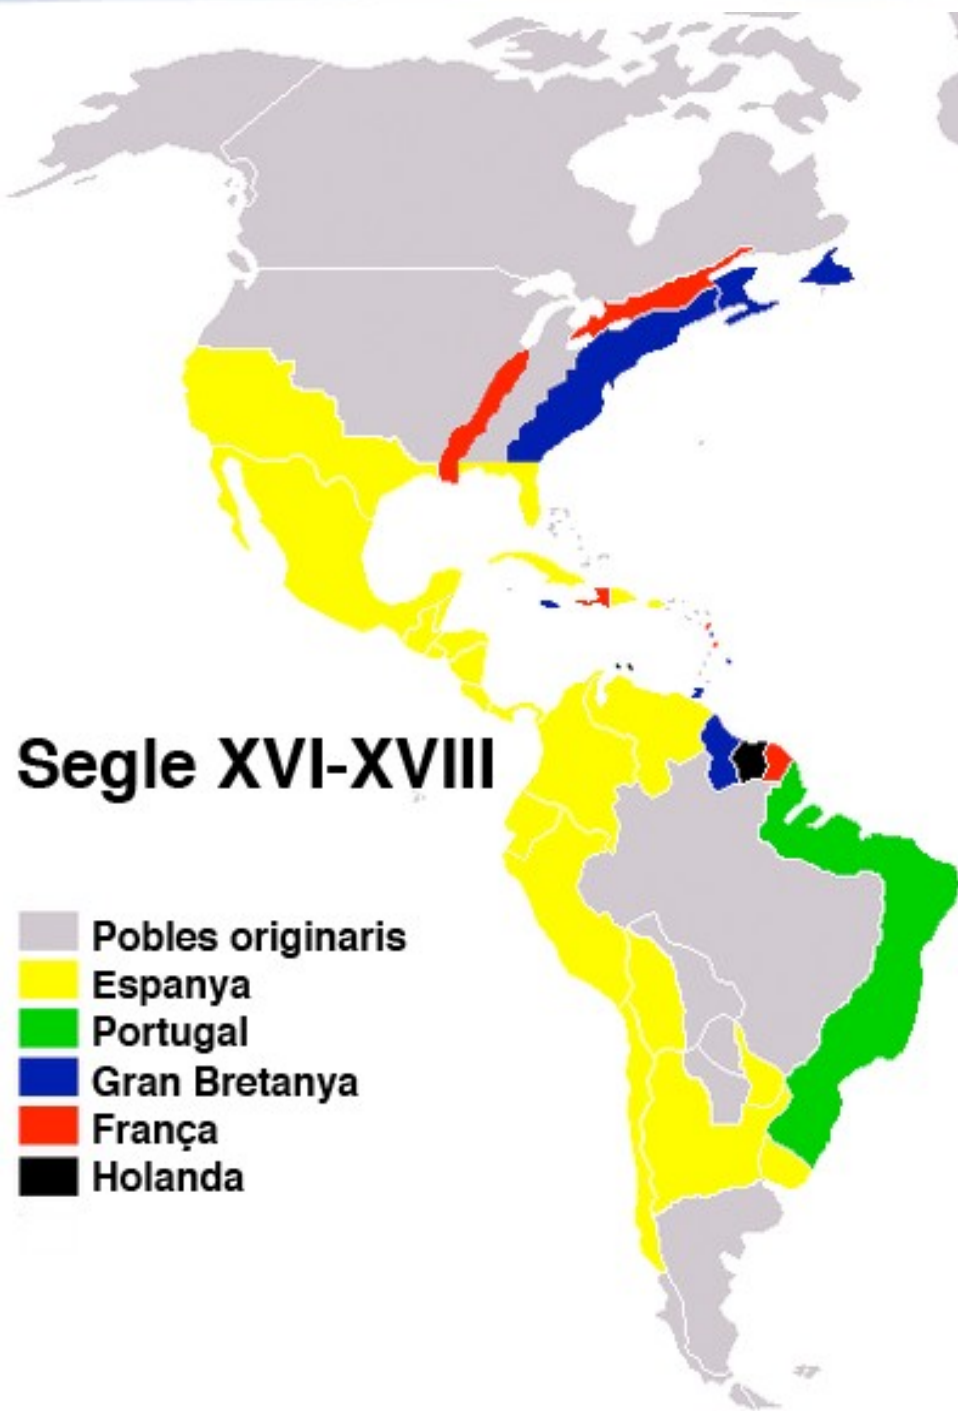 Segle XVI-XVIII
Pobles originaris
Espanya
Portugal
Gran Bretanya
França
Holanda